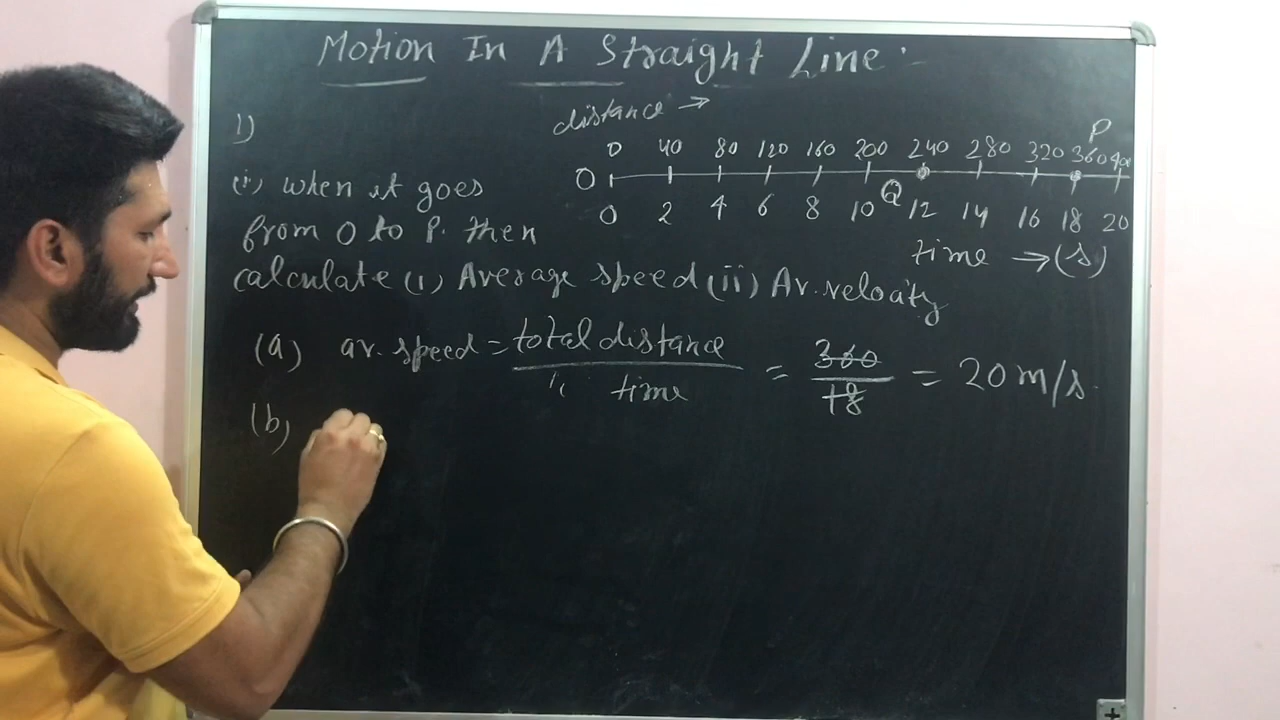 Motion In A Straight Line
distance →
1)
P
0 40 80 120 160 200 240 280 320 360 400
O
Q
0 2 4 6 8 10 12 14 16 18 20
time → (s)
(i) when it goes
from O to P. then
calculate (i) Average speed (ii) Av. velocity
(a) av. speed = total distance / " time = 360 / 18 = 20 m/s.
(b)